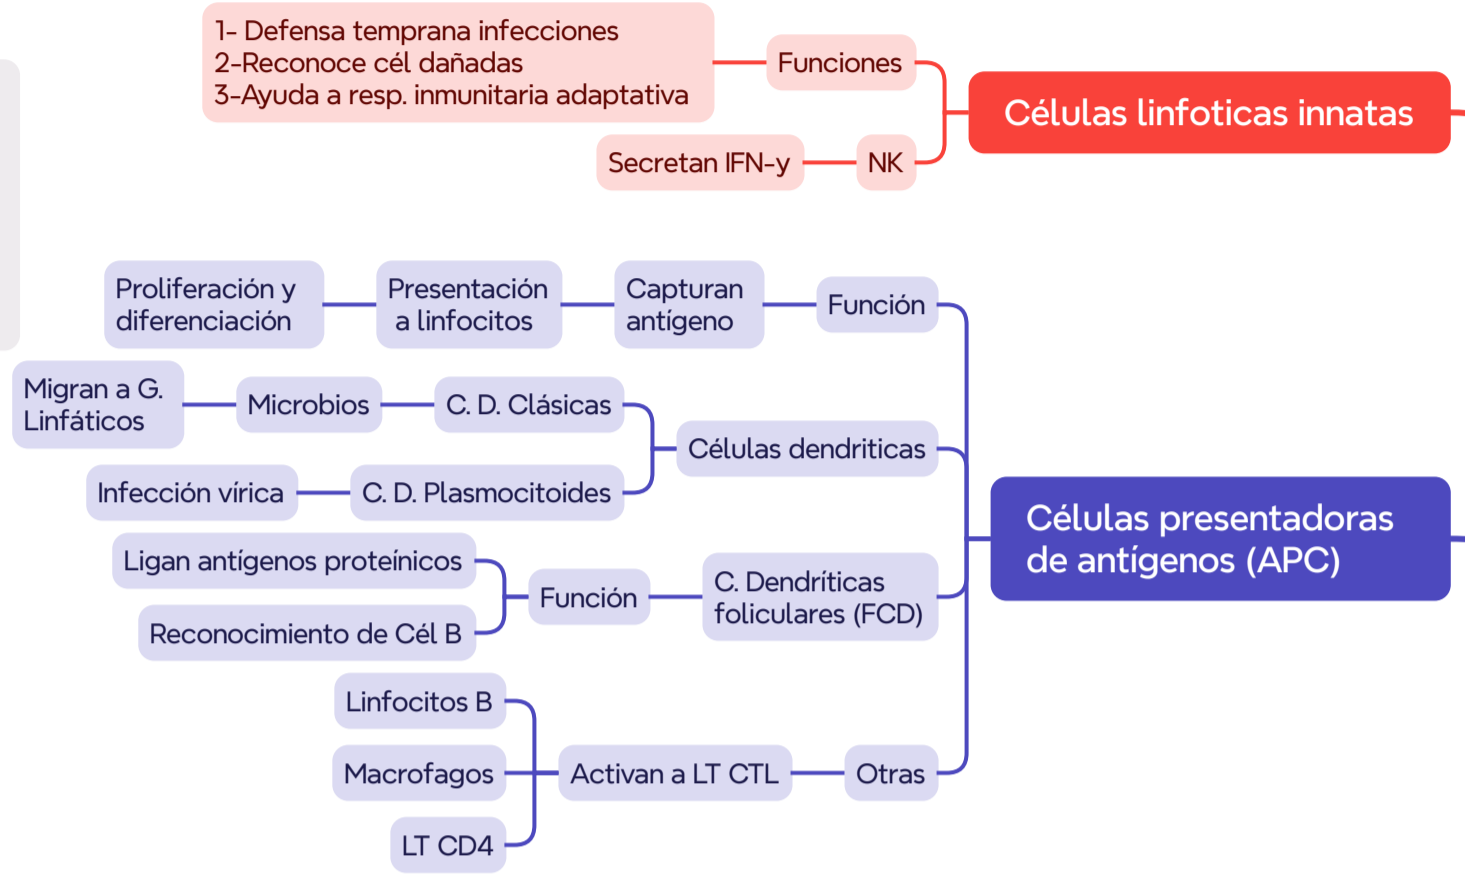 Células linfoticas innatas
Funciones
1- Defensa temprana infecciones
2-Reconoce cél dañadas
3-Ayuda a resp. inmunitaria adaptativa
NK
Secretan IFN-y
Células presentadoras
de antígenos (APC)
Función
Capturan
antígeno
Presentación
a linfocitos
Proliferación y
diferenciación
Células dendriticas
C. D. Clásicas
Microbios
Migran a G.
Linfáticos
C. D. Plasmocitoides
Infección vírica
C. Dendríticas
foliculares (FCD)
Función
Ligan antígenos proteínicos
Reconocimiento de Cél B
Otras
Activan a LT CTL
Linfocitos B
Macrofagos
LT CD4